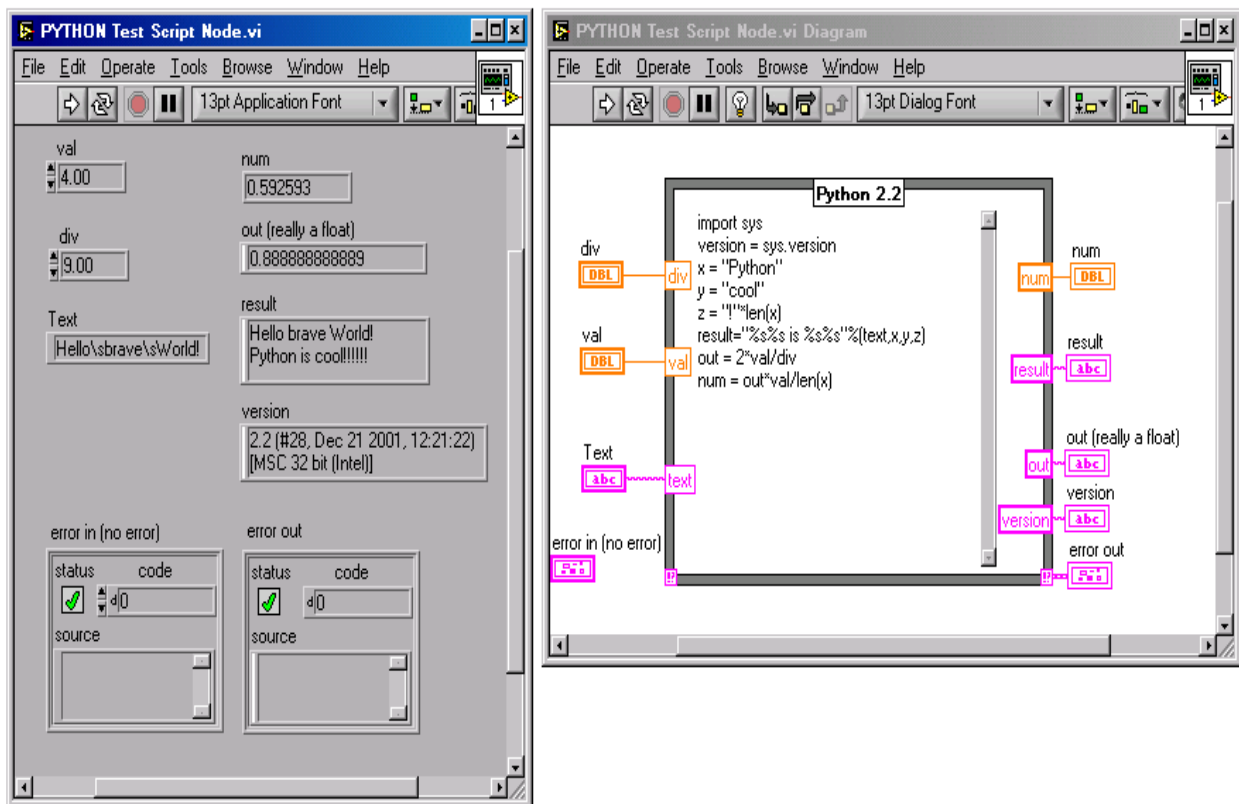 PYTHON Test Script Node.vi
File Edit Operate Tools Browse Window Help
13pt Application Font
1
val
4.00
num
0.592593
div
9.00
out (really a float)
0.888888888889
Text
Hello\sbrave\sWorld!
result
Hello brave World!
Python is cool!!!!!!
version
2.2 (#28, Dec 21 2001, 12:21:22)
[MSC 32 bit (Intel)]
error in (no error)
status code
d0
source
error out
status code
d0
source
PYTHON Test Script Node.vi Diagram
File Edit Operate Tools Browse Window Help
13pt Dialog Font
1
Python 2.2
import sys
version = sys.version
x = "Python"
y = "cool"
z = "!"*len(x)
result="%s%s is %s%s"%(text,x,y,z)
out = 2*val/div
num = out*val/len(x)
div
DBL
div
val
DBL
val
Text
abc
text
error in (no error)
!?
num
num
DBL
result
result
abc
out (really a float)
out
abc
version
version
abc
error out
!?